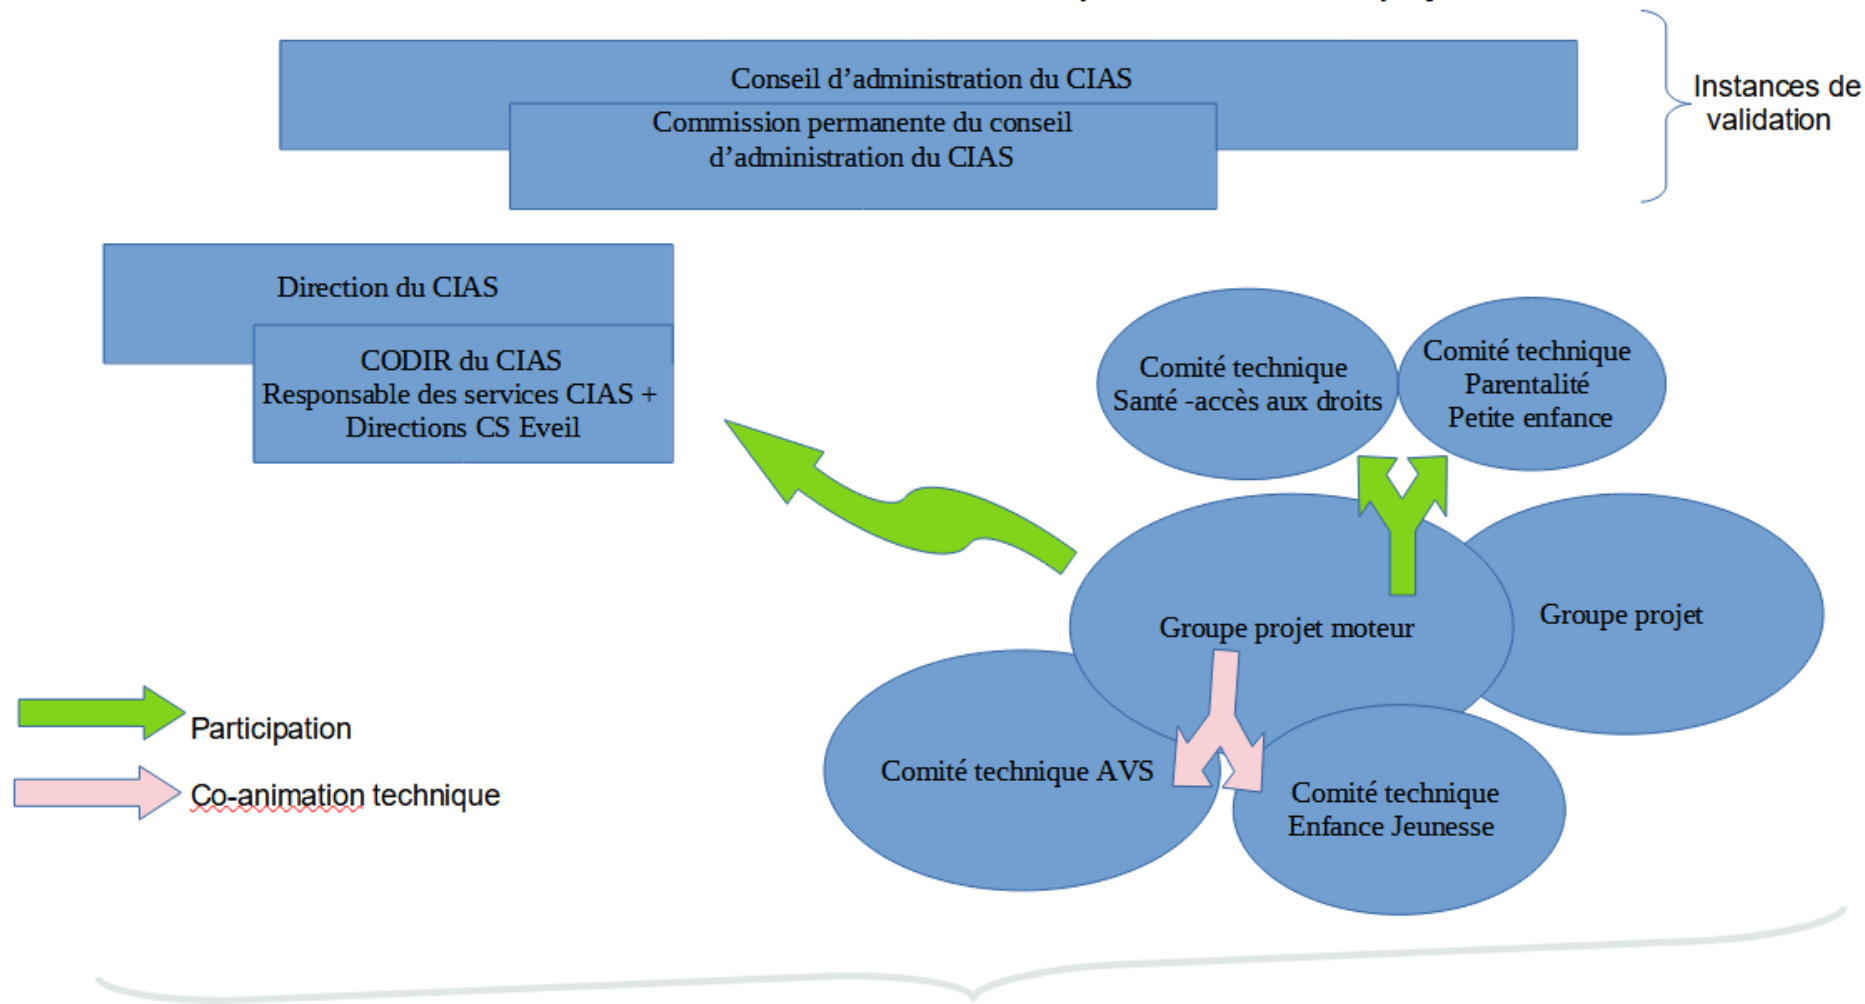 Conseil d’administration du CIAS
Commission permanente du conseil
d’administration du CIAS
Instances de
validation
Direction du CIAS
CODIR du CIAS
Responsable des services CIAS +
Directions CS Eveil
Comité technique
Santé -accès aux droits
Comité technique
Parentalité
Petite enfance
Groupe projet moteur
Groupe projet
Comité technique AVS
Comité technique
Enfance Jeunesse
Participation
Co-animation technique